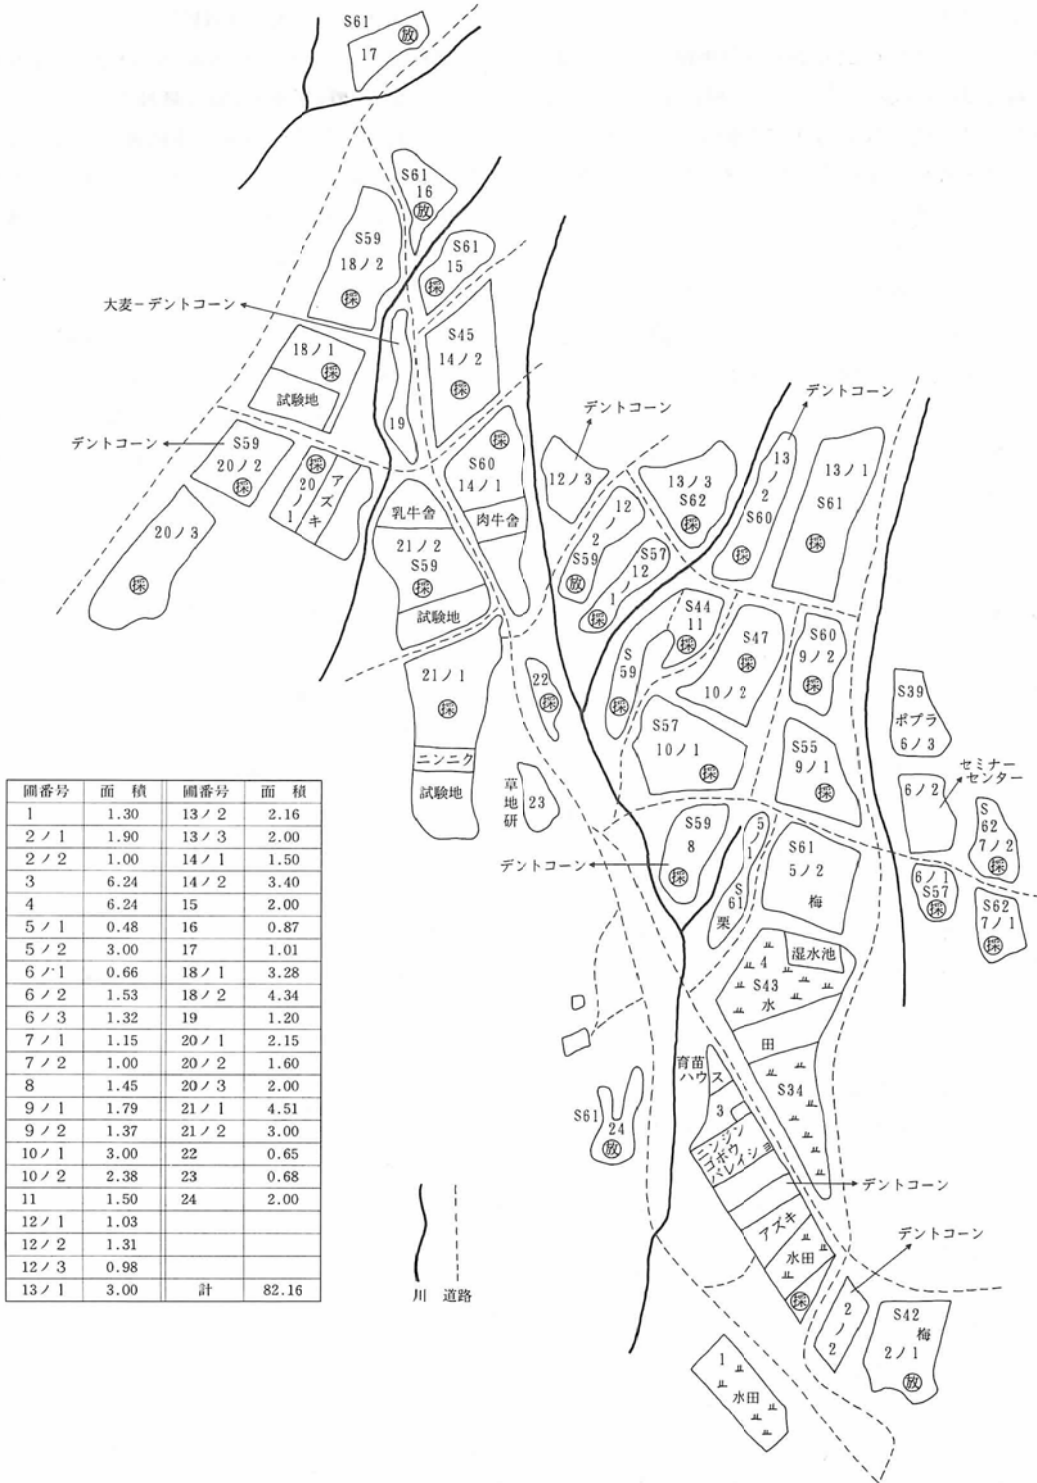 S61
17
放
S61
16
放
S59
18ノ2
採
S61
15
採
大麦－デントコーン
S45
14ノ2
採
18ノ1
採
試験地
19
デントコーン
S59
20ノ2
採
採
20ノ1
アズキ
採
S60
14ノ1
肉牛舎
デントコーン
12ノ3
13ノ3
S62
採
デントコーン
13ノ2
S60
採
13ノ1
S61
採
20ノ3
採
乳牛舎
21ノ2
S59
採
試験地
12ノ2
S59
放
S57
12ノ1
採
S44
11
採
S59
採
S47
採
10ノ2
S60
9ノ2
採
21ノ1
採
ニンニク
試験地
22
採
草地研
23
S57
10ノ1
採
S55
9ノ1
採
S39
ポプラ
6ノ3
セミナーセンター
6ノ2
S62
7ノ2
採
6ノ1
S57
採
S62
7ノ1
採
デントコーン
S59
8
採
5ノ1
S61
栗
S61
5ノ2
梅
4
湿水池
S43
水
田
S34
育苗
ハウス
3
ニンジン
ゴボウ
バレイショ
デントコーン
アズキ
水田
採
S61
24
放
デントコーン
2ノ2
S42
梅
2ノ1
放
1
水田
川 道路
圃番号 面積 圃番号 面積
1 1.30 13ノ2 2.16
2ノ1 1.90 13ノ3 2.00
2ノ2 1.00 14ノ1 1.50
3 6.24 14ノ2 3.40
4 6.24 15 2.00
5ノ1 0.48 16 0.87
5ノ2 3.00 17 1.01
6ノ1 0.66 18ノ1 3.28
6ノ2 1.53 18ノ2 4.34
6ノ3 1.32 19 1.20
7ノ1 1.15 20ノ1 2.15
7ノ2 1.00 20ノ2 1.60
8 1.45 20ノ3 2.00
9ノ1 1.79 21ノ1 4.51
9ノ2 1.37 21ノ2 3.00
10ノ1 3.00 22 0.65
10ノ2 2.38 23 0.68
11 1.50 24 2.00
12ノ1 1.03
12ノ2 1.31
12ノ3 0.98
13ノ1 3.00 計 82.16